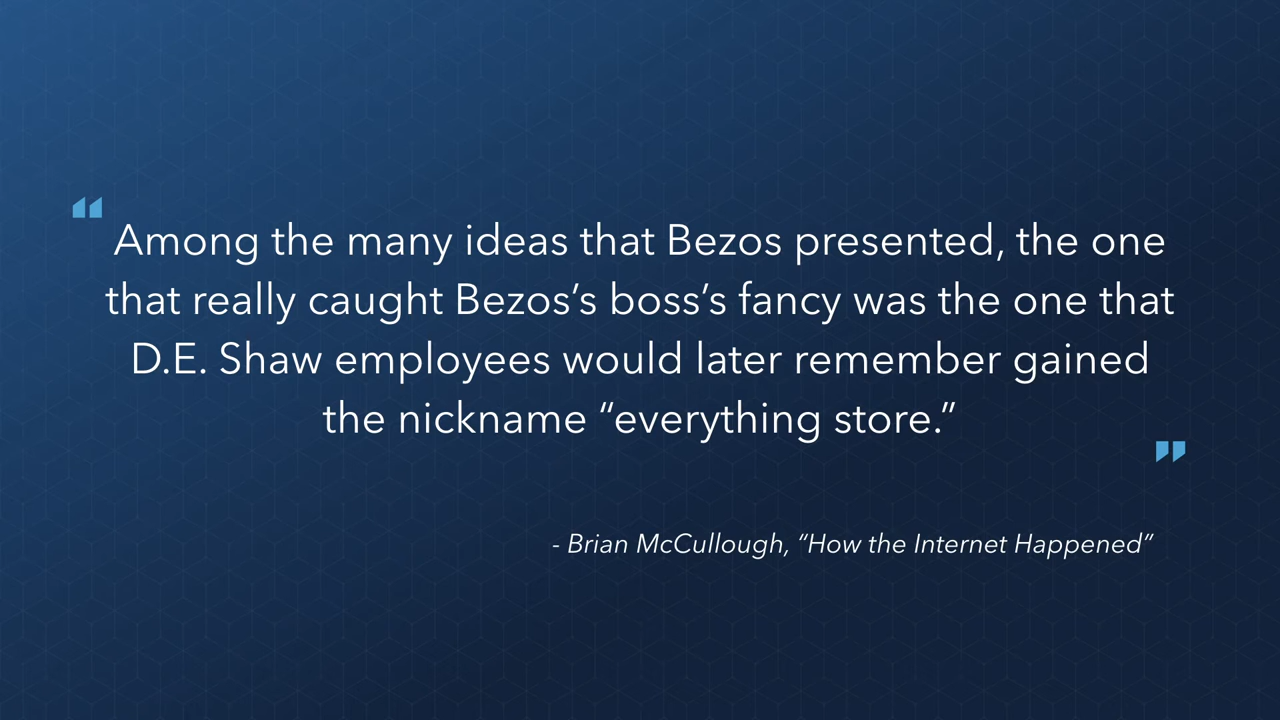 “
Among the many ideas that Bezos presented, the one
that really caught Bezos’s boss’s fancy was the one that
D.E. Shaw employees would later remember gained
the nickname “everything store.”
”
- Brian McCullough, “How the Internet Happened”